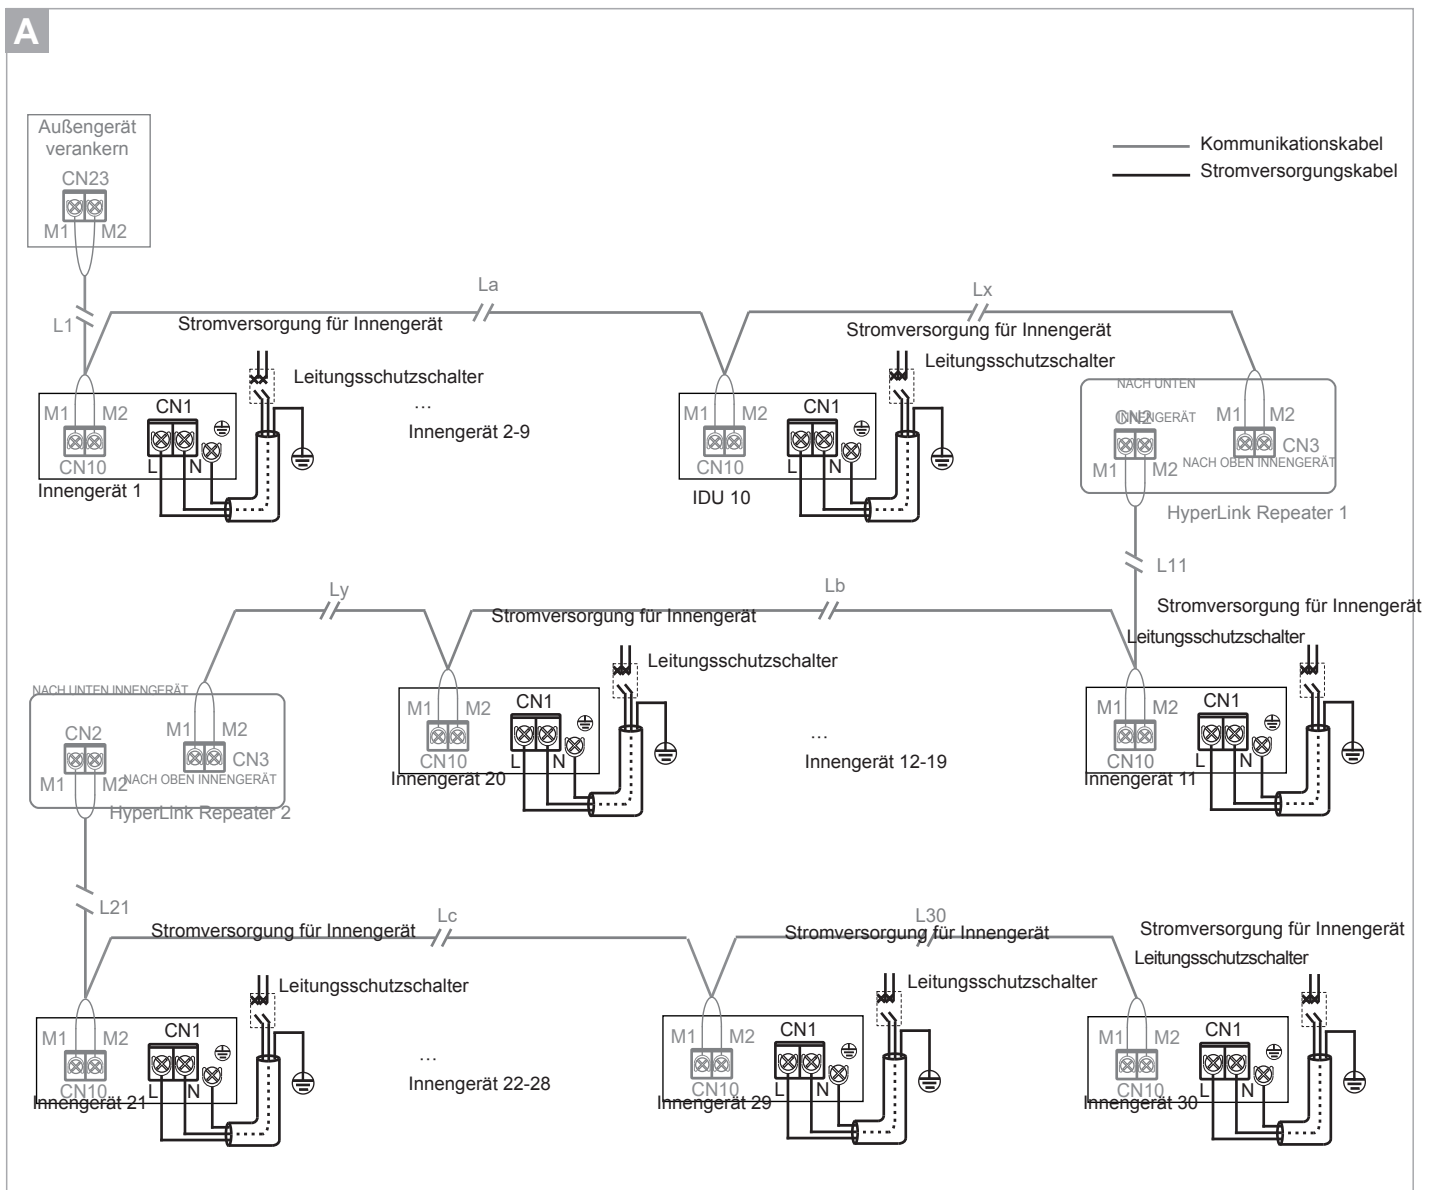 A
Außengerät
verankern
CN23
M1 M2
Kommunikationskabel
Stromversorgungskabel
L1
La
Lx
Stromversorgung für Innengerät
Leitungsschutzschalter
M1 M2
CN1
CN10
L N
Innengerät 1
...
Innengerät 2-9
Stromversorgung für Innengerät
Leitungsschutzschalter
M1 M2
CN1
CN10
L N
IDU 10
NACH UNTEN
INNENGERÄT
CN2
M1 M2
M1 M2
CN3
NACH OBEN INNENGERÄT
HyperLink Repeater 1
L11
Ly
Lb
Stromversorgung für Innengerät
Leitungsschutzschalter
Stromversorgung für Innengerät
Leitungsschutzschalter
NACH UNTEN INNENGERÄT
CN2
M1 M2
M1 M2
CN3
NACH OBEN INNENGERÄT
HyperLink Repeater 2
M1 M2
CN1
CN10
L N
Innengerät 20
...
Innengerät 12-19
M1 M2
CN1
CN10
L N
Innengerät 11
L21
Lc
L30
Stromversorgung für Innengerät
Leitungsschutzschalter
Stromversorgung für Innengerät
Leitungsschutzschalter
Stromversorgung für Innengerät
Leitungsschutzschalter
M1 M2
CN1
CN10
L N
Innengerät 21
...
Innengerät 22-28
M1 M2
CN1
CN10
L N
Innengerät 29
M1 M2
CN1
CN10
L N
Innengerät 30